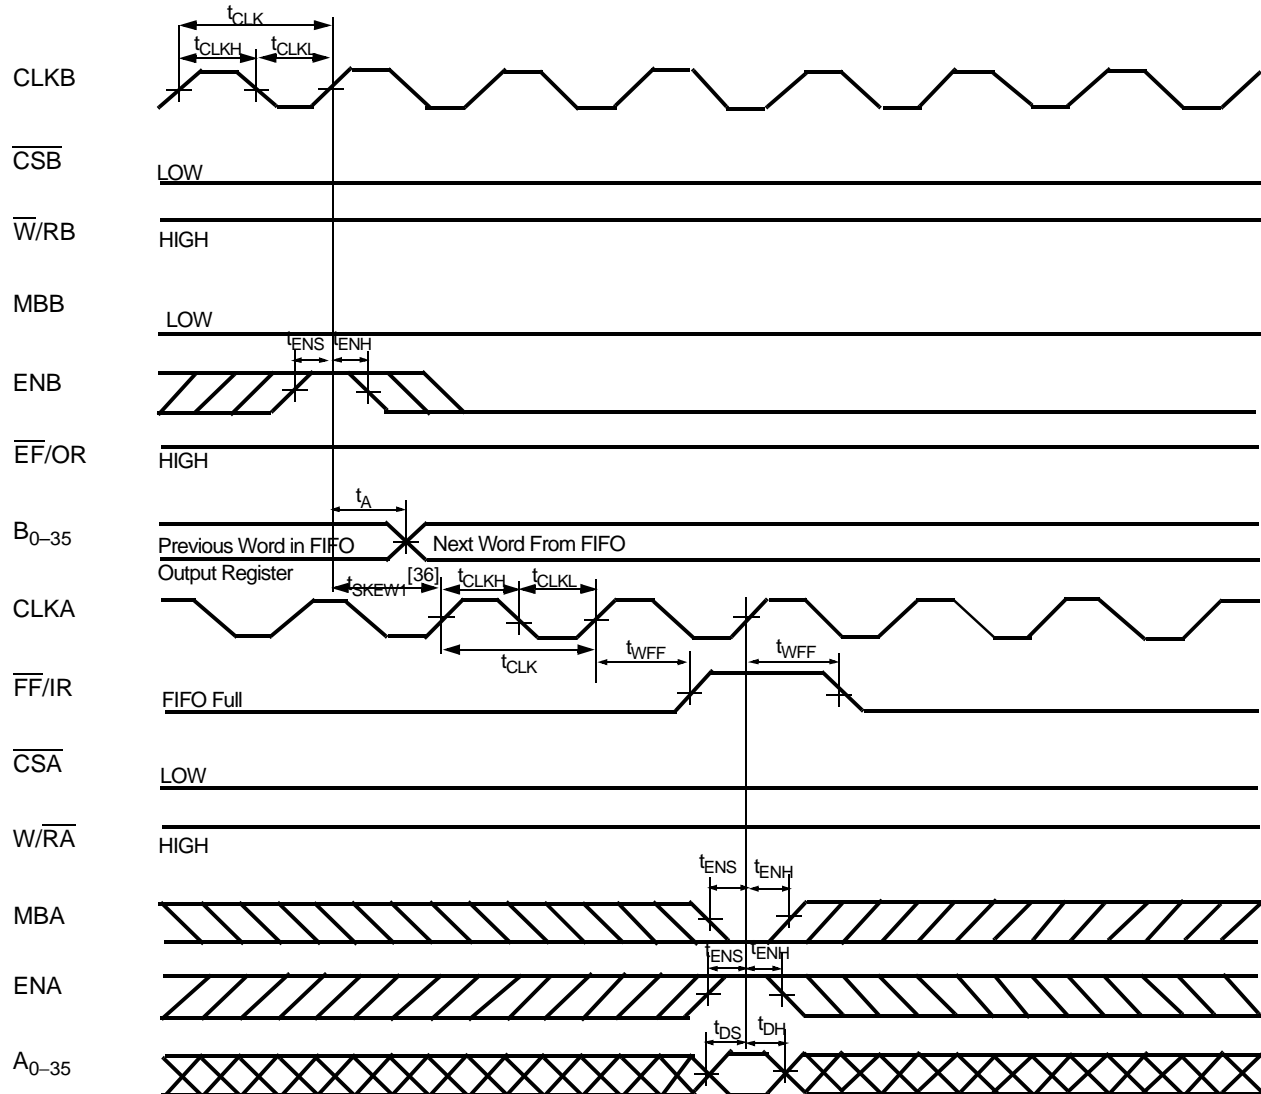 tCLK
tCLKH tCLKL
CLKB
CSB
LOW
W/RB
HIGH
MBB
LOW
tENS tENH
ENB
EF/OR
HIGH
tA
B0–35
Previous Word in FIFO Next Word From FIFO
Output Register
tSKEW1[36] tCLKH tCLKL
CLKA
tCLK tWFF tWFF
FF/IR
FIFO Full
CSA
LOW
W/RA
HIGH
tENS tENH
MBA
tENS tENH
ENA
tDS tDH
A0–35